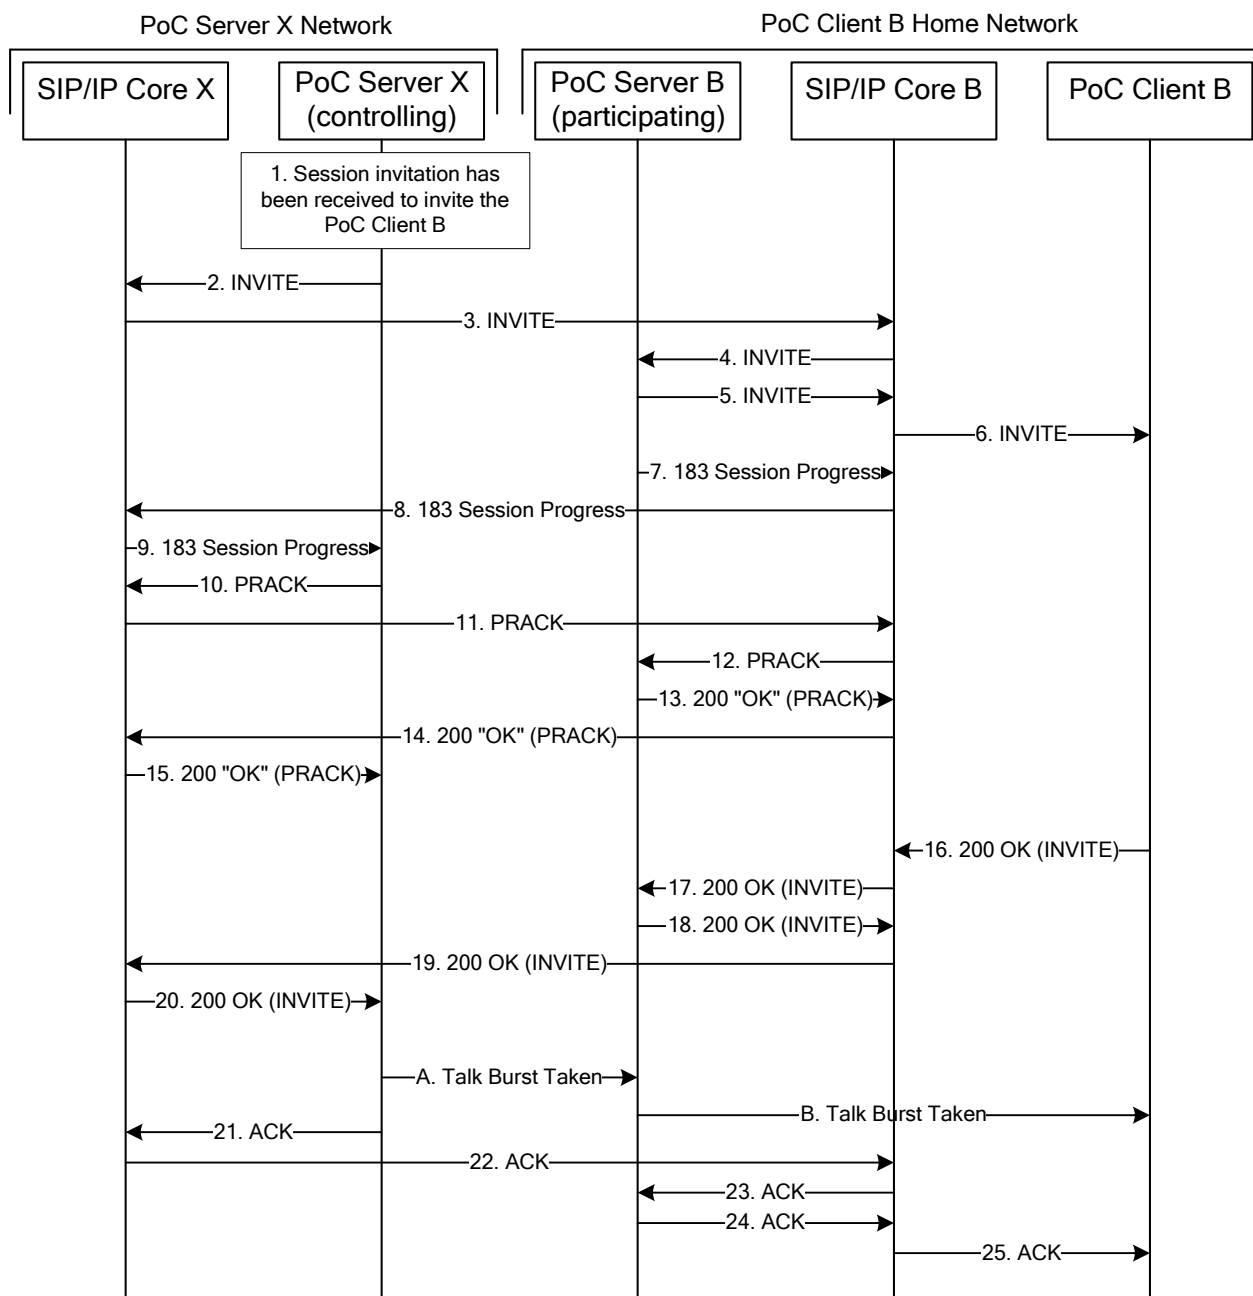 PoC Server X Network
PoC Client B Home Network
SIP/IP Core X
PoC Server X
(controlling)
PoC Server B
(participating)
SIP/IP Core B
PoC Client B
1. Session invitation has
been received to invite the
PoC Client B
2. INVITE
3. INVITE
4. INVITE
5. INVITE
6. INVITE
7. 183 Session Progress
8. 183 Session Progress
9. 183 Session Progress
10. PRACK
11. PRACK
12. PRACK
13. 200 "OK" (PRACK)
14. 200 "OK" (PRACK)
15. 200 "OK" (PRACK)
16. 200 OK (INVITE)
17. 200 OK (INVITE)
18. 200 OK (INVITE)
19. 200 OK (INVITE)
20. 200 OK (INVITE)
A. Talk Burst Taken
B. Talk Burst Taken
21. ACK
22. ACK
23. ACK
24. ACK
25. ACK